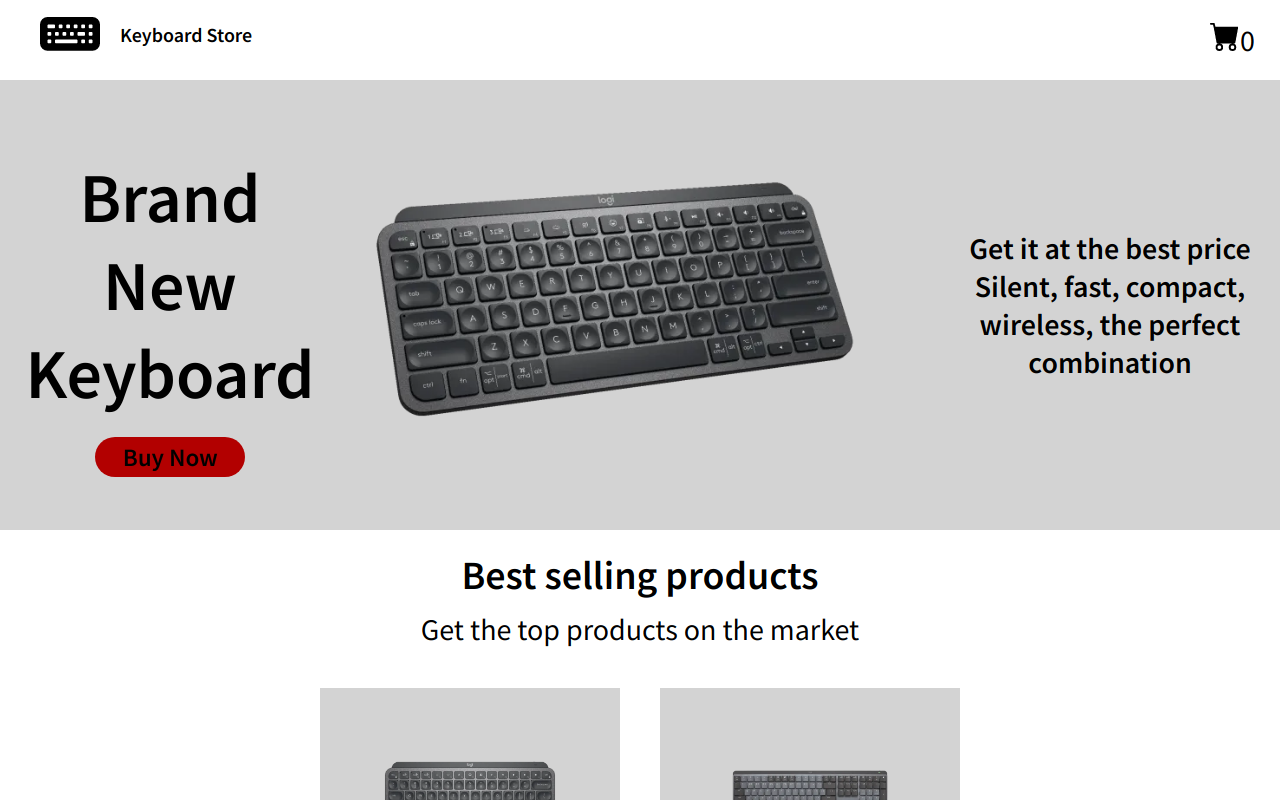 Keyboard Store
0
Brand
New
Keyboard
Buy Now
logi
Get it at the best price
Silent, fast, compact,
wireless, the perfect
combination
Best selling products
Get the top products on the market